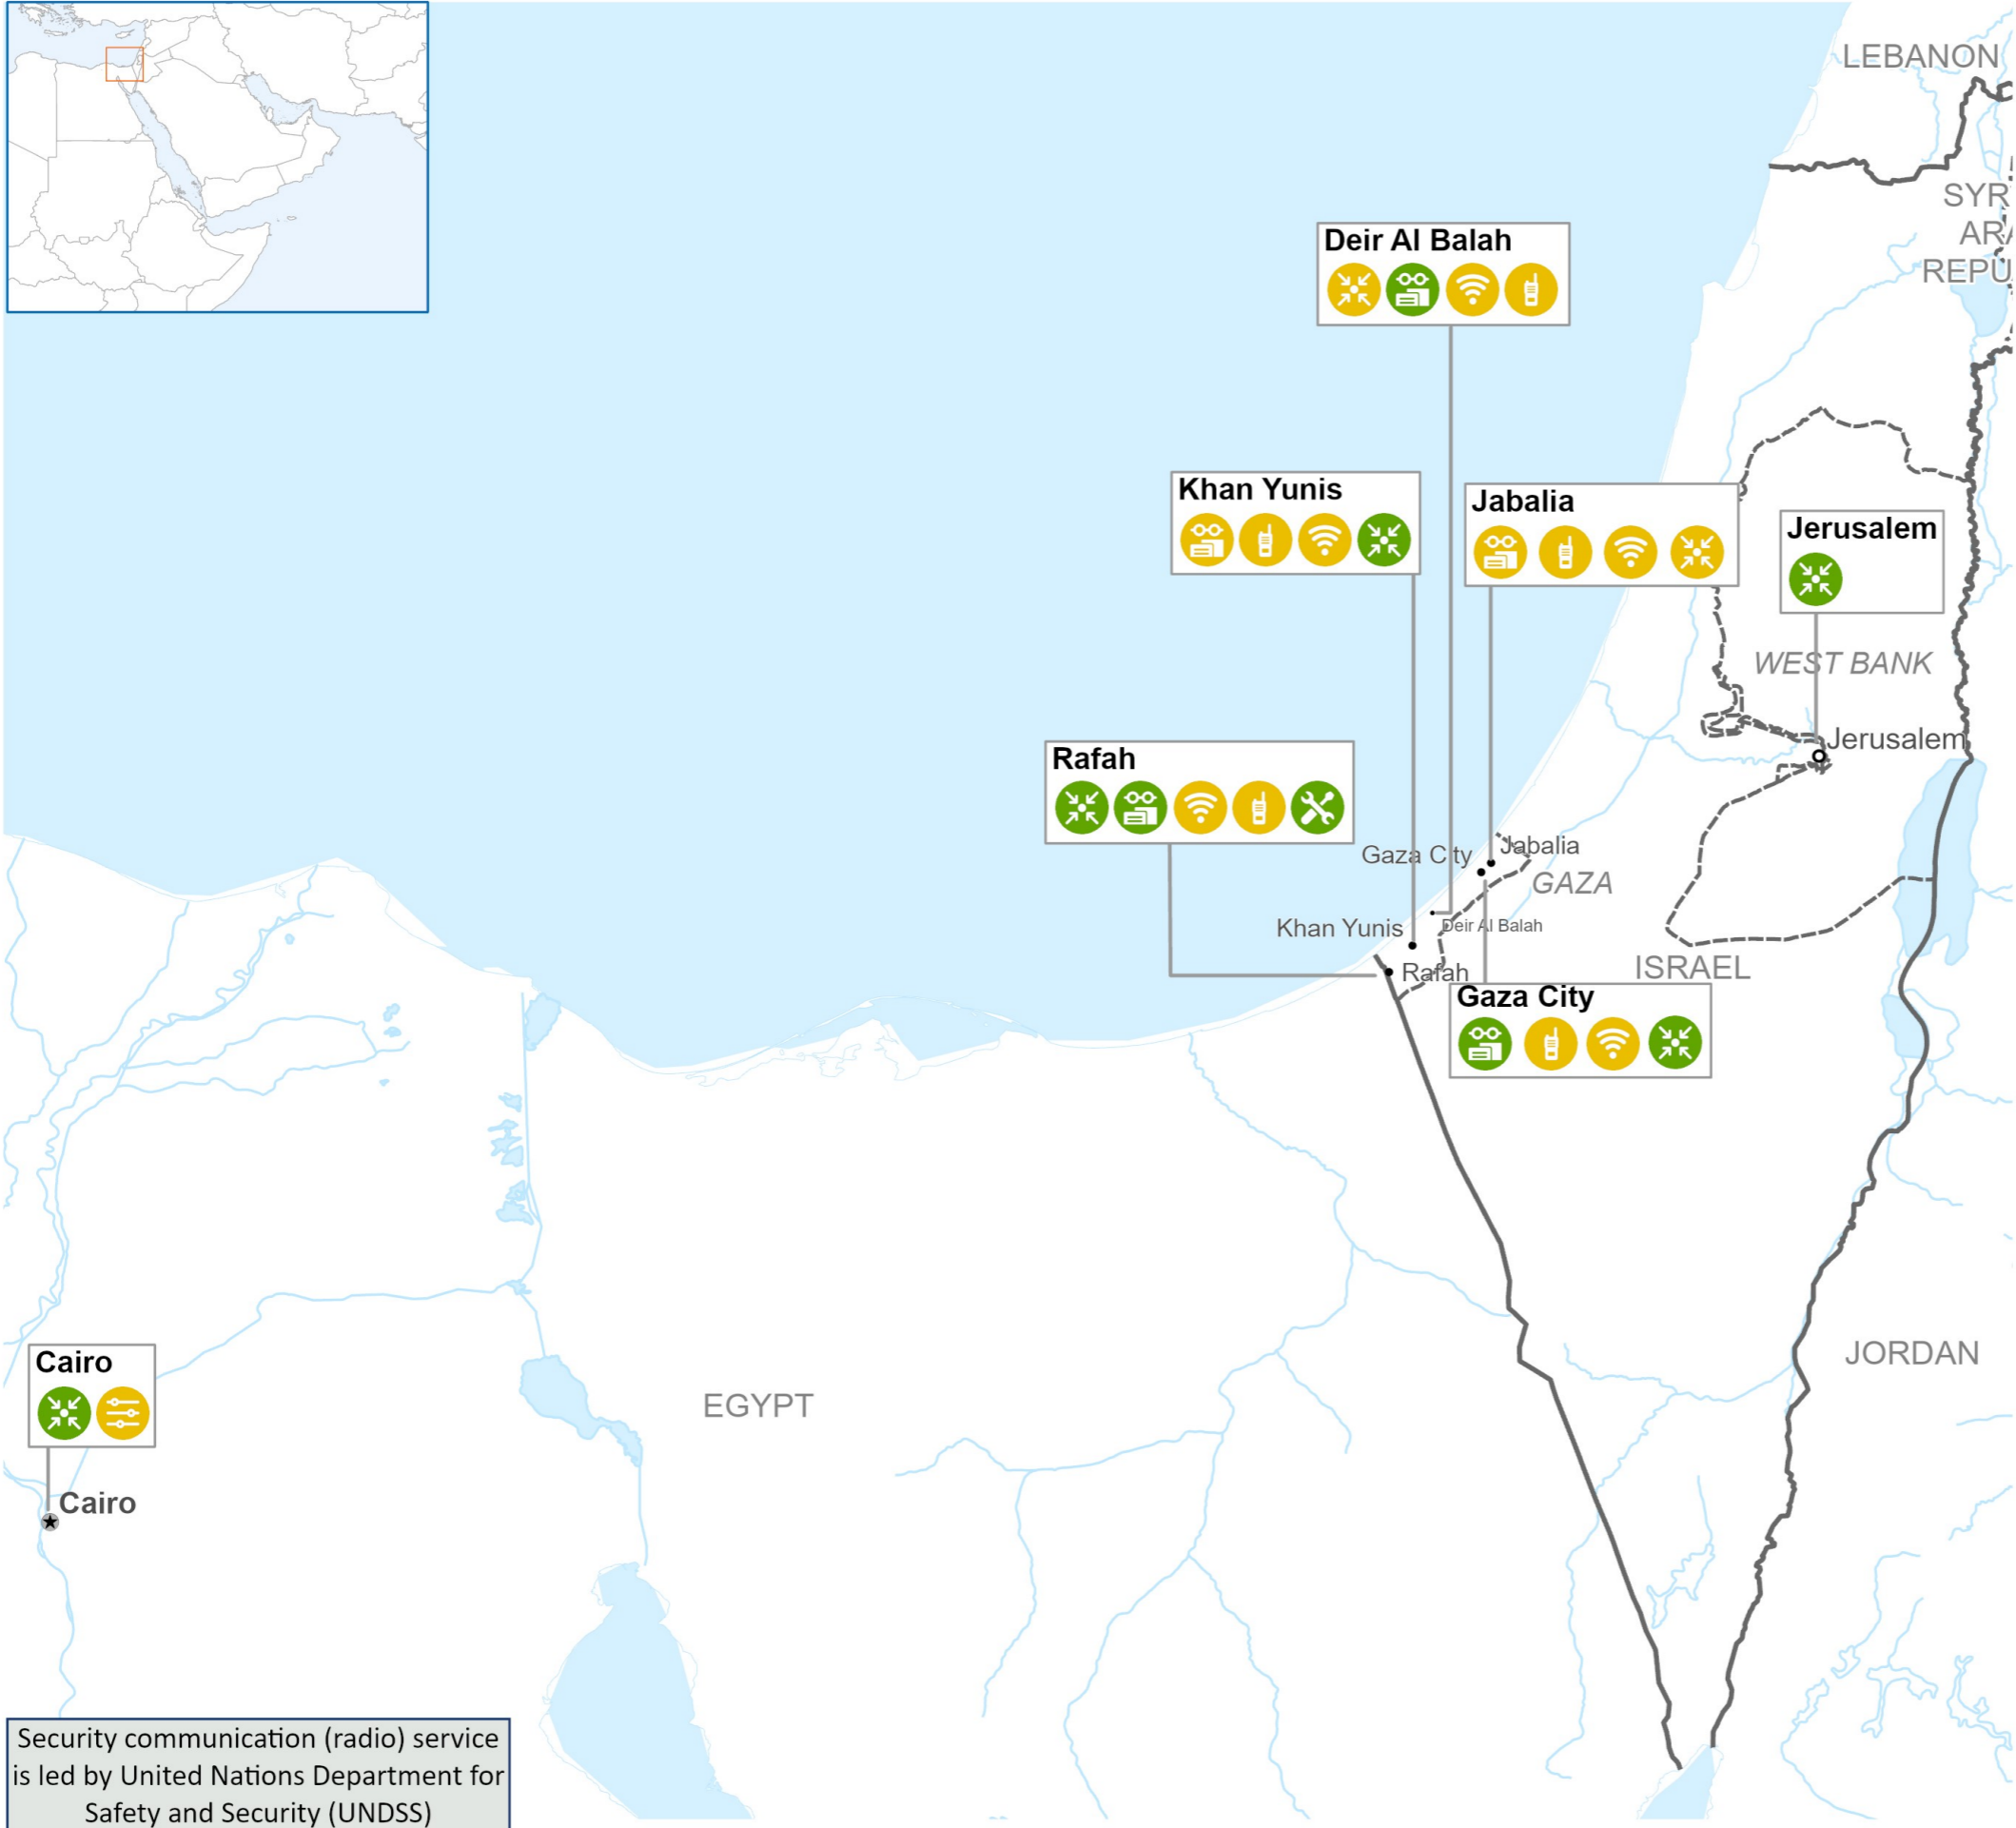 LEBANON
SYR
ARA
REPU
Deir Al Balah
Khan Yunis
Jabalia
Jerusalem
WEST BANK
Jerusalem
Rafah
Jabalia
Gaza City
GAZA
Deir Al Balah
Khan Yunis
Rafah
ISRAEL
Gaza City
JORDAN
Cairo
EGYPT
Cairo
Security communication (radio) service
is led by United Nations Department for
Safety and Security (UNDSS)